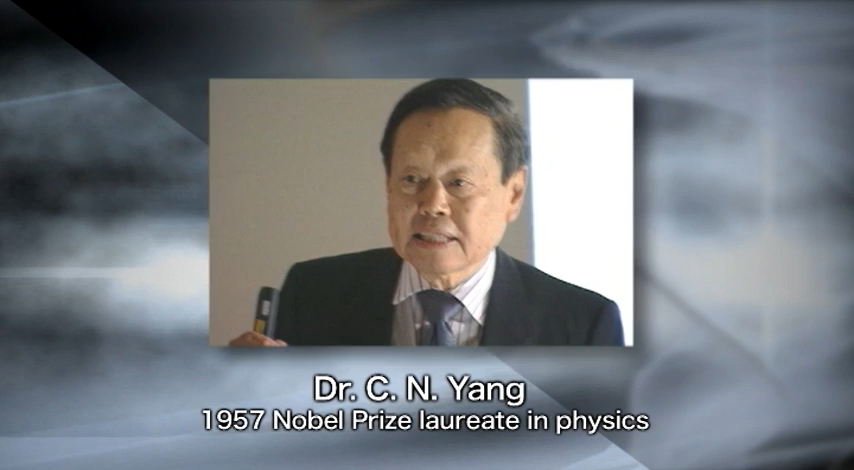 Dr. C. N. Yang
1957 Nobel Prize laureate in physics